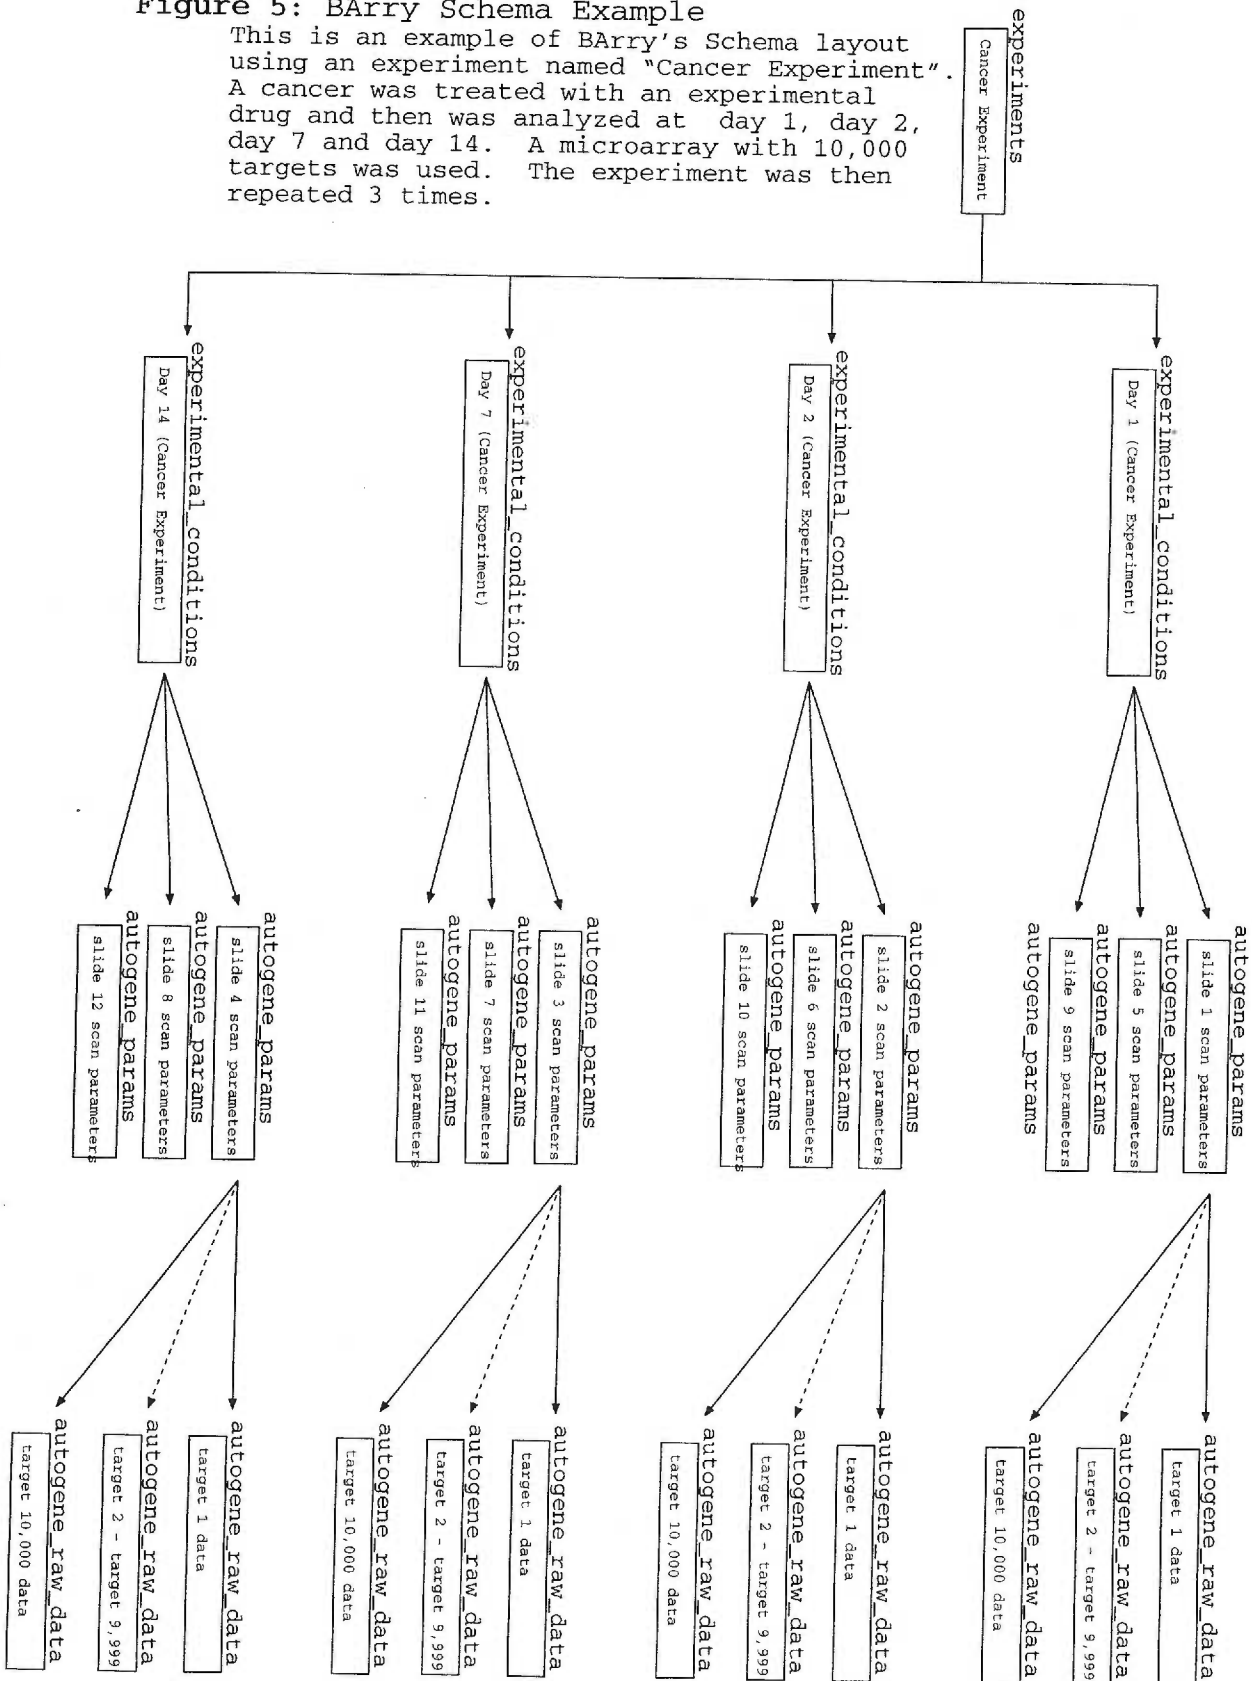 Figure 5: BArry Schema Example
This is an example of BArry's Schema layout
using an experiment named "Cancer Experiment".
A cancer was treated with an experimental
drug and then was analyzed at day 1, day 2,
day 7 and day 14. A microarray with 10,000
targets was used. The experiment was then
repeated 3 times.
experiments
Cancer Experiment
experimental_conditions
Day 1 (Cancer Experiment)
experimental_conditions
Day 2 (Cancer Experiment)
experimental_conditions
Day 7 (Cancer Experiment)
experimental_conditions
Day 14 (Cancer Experiment)
autogene_params
slide 1 scan parameters
autogene_params
slide 5 scan parameters
autogene_params
slide 9 scan parameters
autogene_params
autogene_params
slide 2 scan parameters
autogene_params
slide 6 scan parameters
autogene_params
slide 10 scan parameters
autogene_params
slide 3 scan parameters
autogene_params
slide 7 scan parameters
autogene_params
slide 11 scan parameters
autogene_params
slide 4 scan parameters
autogene_params
slide 8 scan parameters
autogene_params
slide 12 scan parameters
autogene_raw_data
target 1 data
autogene_raw_data
target 2 - target 9,999
autogene_raw_data
target 10,000 data
autogene_raw_data
target 1 data
autogene_raw_data
target 2 - target 9,999
autogene_raw_data
target 10,000 data
autogene_raw_data
target 1 data
autogene_raw_data
target 2 - target 9,999
autogene_raw_data
target 10,000 data
autogene_raw_data
target 1 data
autogene_raw_data
target 2 - target 9,999
autogene_raw_data
target 10,000 data